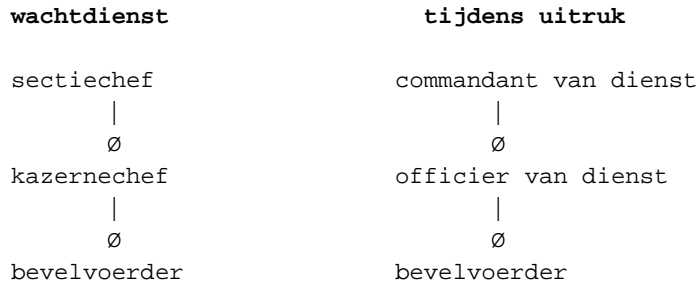 wachtdienst tijdens uitruk
sectiechef commandant van dienst
| |
Ø Ø
kazernechef officier van dienst
| |
Ø Ø
bevelvoerder bevelvoerder